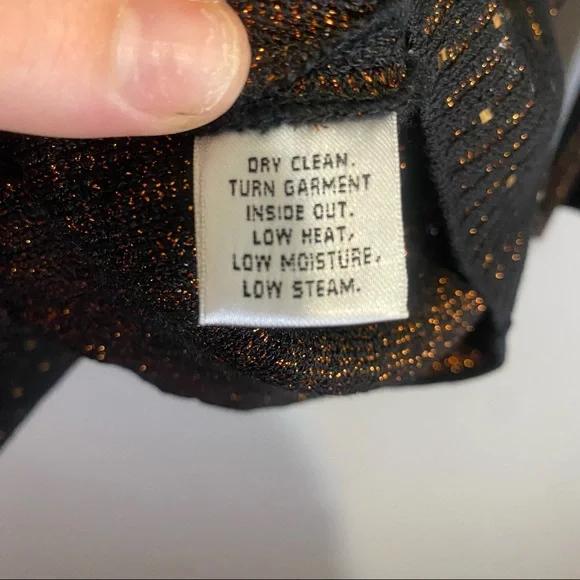 DRY CLEAN.
TURN GARMENT
INSIDE OUT.
LOW HEAT,
LOW MOISTURE,
LOW STEAM.